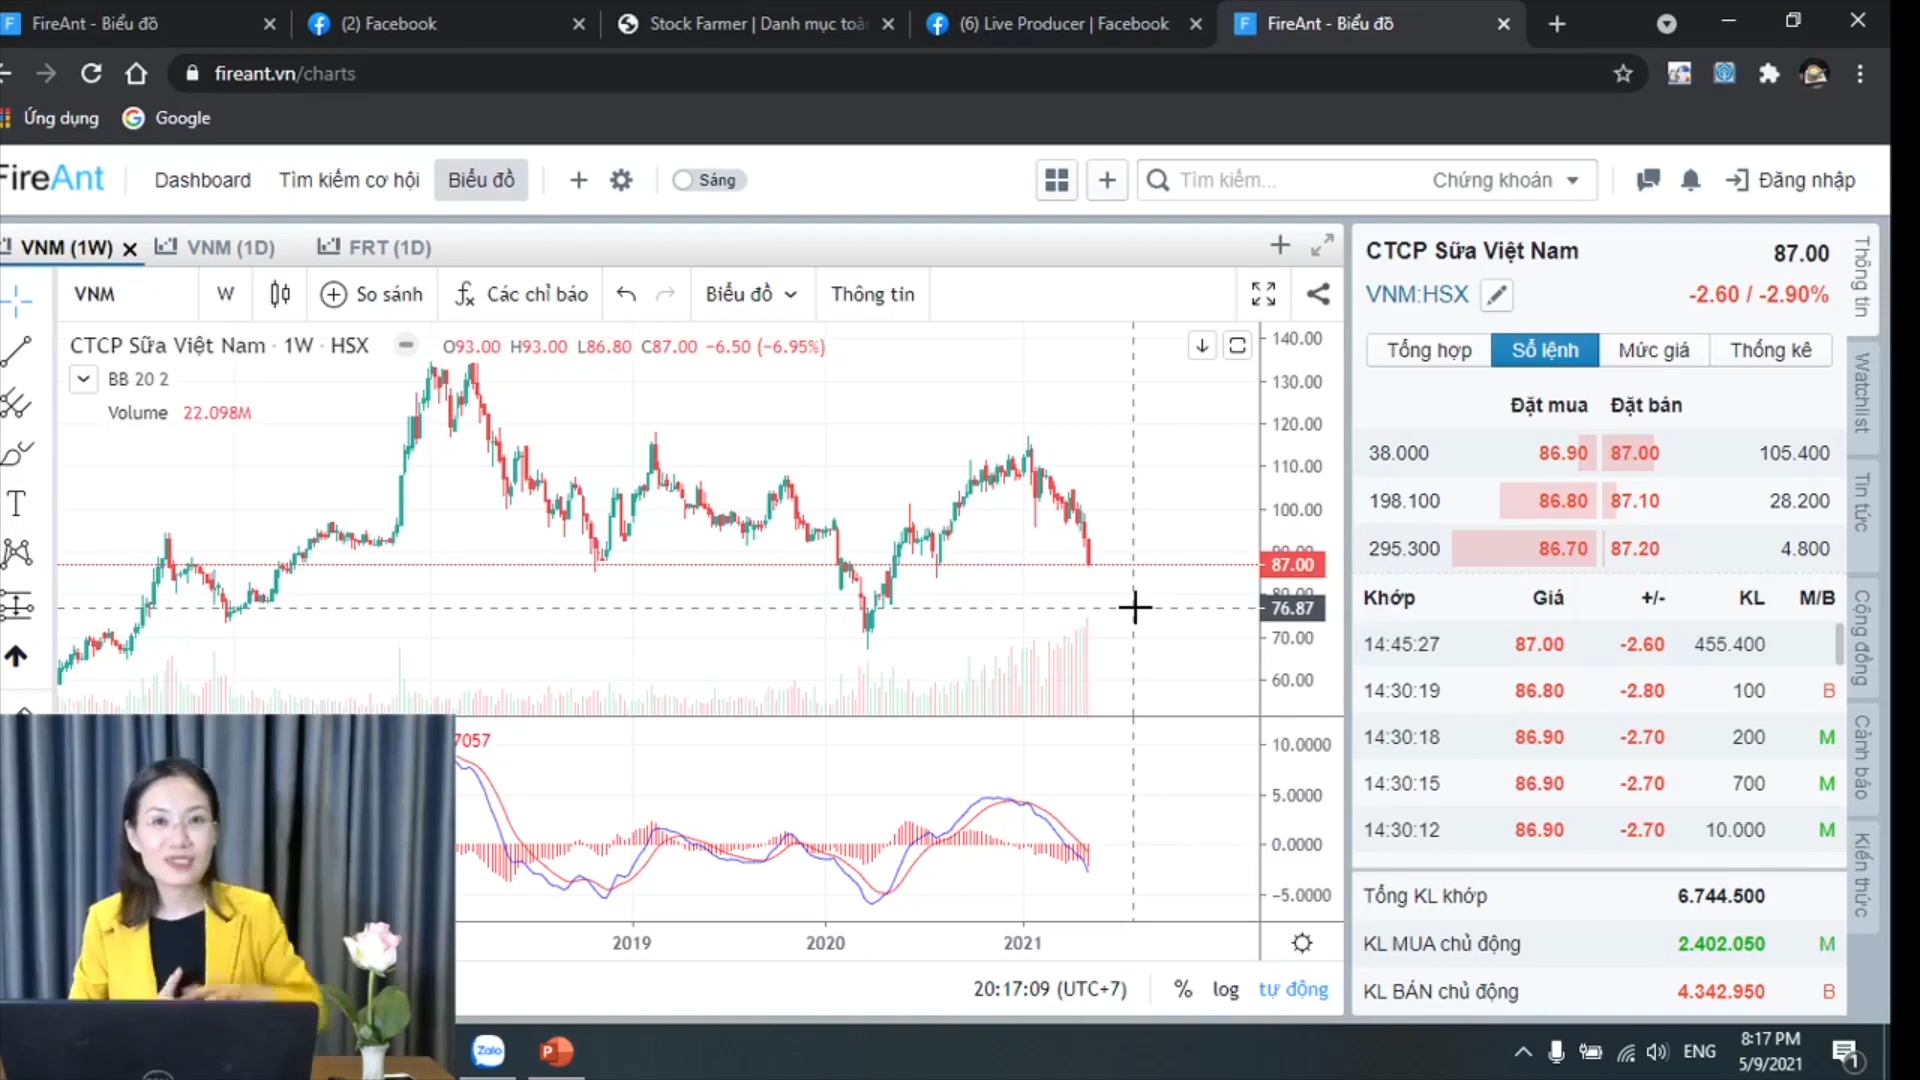 FireAnt - Biểu đồ
(2) Facebook
Stock Farmer | Danh mục toàn
(6) Live Producer | Facebook
FireAnt - Biểu đồ
fireant.vn/charts
Ứng dụng
Google
FireAnt
Dashboard
Tìm kiếm cơ hội
Biểu đồ
Sáng
Tìm kiếm...
Chứng khoán
Đăng nhập
VNM (1W)
VNM (1D)
FRT (1D)
VNM
W
So sánh
Các chỉ báo
Biểu đồ
Thông tin
CTCP Sữa Việt Nam · 1W · HSX
O93.00 H93.00 L86.80 C87.00 −6.50 (−6.95%)
BB 20 2
Volume 22.098M
140.00
130.00
120.00
110.00
100.00
90.00
87.00
80.00
76.87
70.00
60.00
7057
10.0000
5.0000
0.0000
−5.0000
2019
2020
2021
20:17:09 (UTC+7)
%
log
tự động
CTCP Sữa Việt Nam
87.00
VNM:HSX
-2.60 / -2.90%
Tổng hợp
Sổ lệnh
Mức giá
Thống kê
Đặt mua Đặt bán
38.000 86.90 87.00 105.400
198.100 86.80 87.10 28.200
295.300 86.70 87.20 4.800
Khớp Giá +/- KL M/B
14:45:27 87.00 -2.60 455.400
14:30:19 86.80 -2.80 100 B
14:30:18 86.90 -2.70 200 M
14:30:15 86.90 -2.70 700 M
14:30:12 86.90 -2.70 10.000 M
Tổng KL khớp 6.744.500
KL MUA chủ động 2.402.050 M
KL BÁN chủ động 4.342.950 B
Thông tin
Watchlist
Tin tức
Cộng đồng
Cảnh báo
Kiến thức
Zalo
P
ENG
8:17 PM
5/9/2021
1